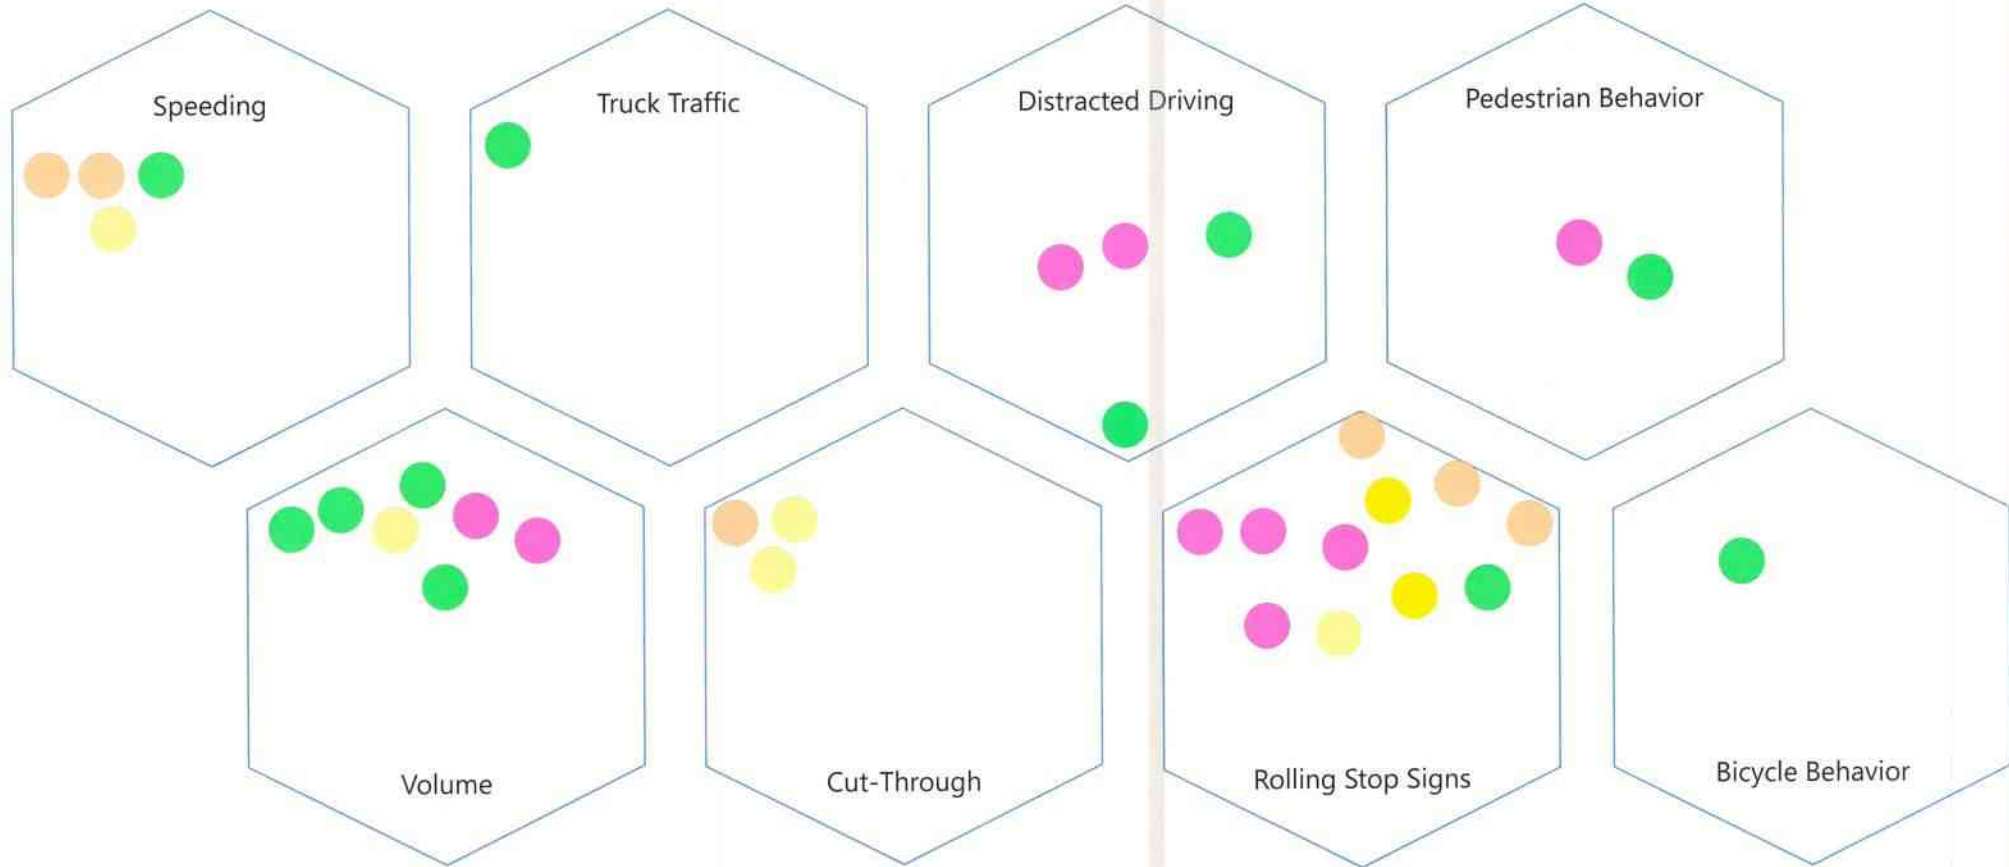 Speeding
Truck Traffic
Distracted Driving
Pedestrian Behavior
Volume
Cut-Through
Rolling Stop Signs
Bicycle Behavior